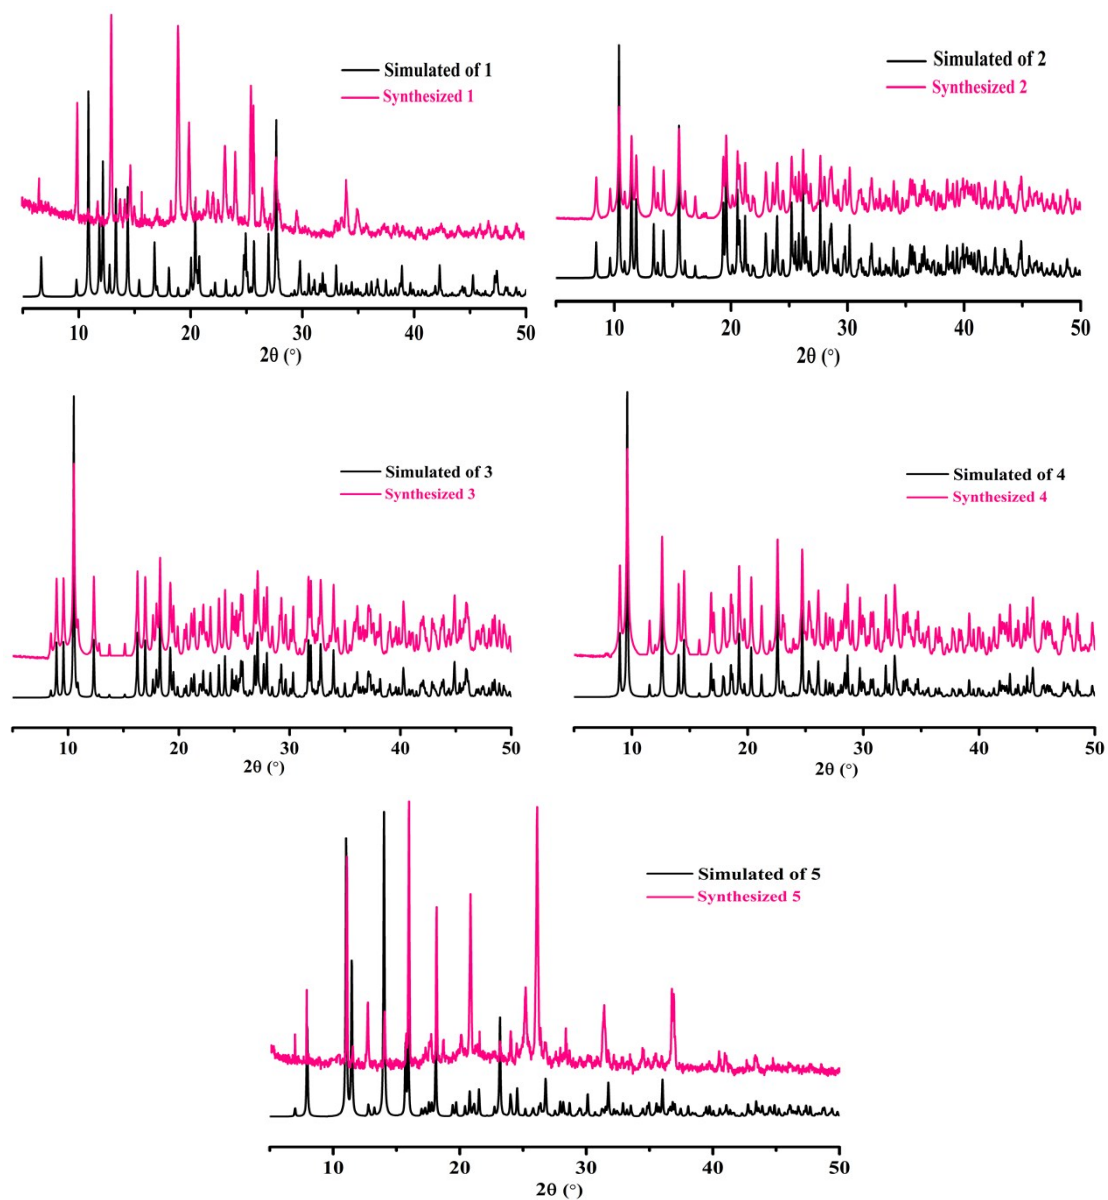 Simulated of 1
Synthesized 1
10 20 30 40 50
2θ (°)
Simulated of 2
Synthesized 2
10 20 30 40 50
2θ (°)
Simulated of 3
Synthesized 3
10 20 30 40 50
2θ (°)
Simulated of 4
Synthesized 4
10 20 30 40 50
2θ (°)
Simulated of 5
Synthesized 5
10 20 30 40 50
2θ (°)